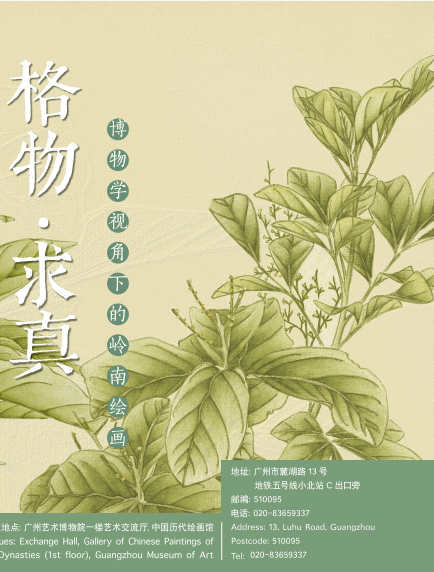 格物·求真
博物学视角下的岭南绘画
地址: 广州市麓湖路 13 号
地铁五号线小北站 C 出口旁
邮编: 510095
电话: 020-83659337
Address: 13, Luhu Road, Guangzhou
Postcode: 510095
Tel: 020-83659337
地点: 广州艺术博物院一楼艺术交流厅, 中国历代绘画馆
ues: Exchange Hall, Gallery of Chinese Paintings of
Dynasties (1st floor), Guangzhou Museum of Art